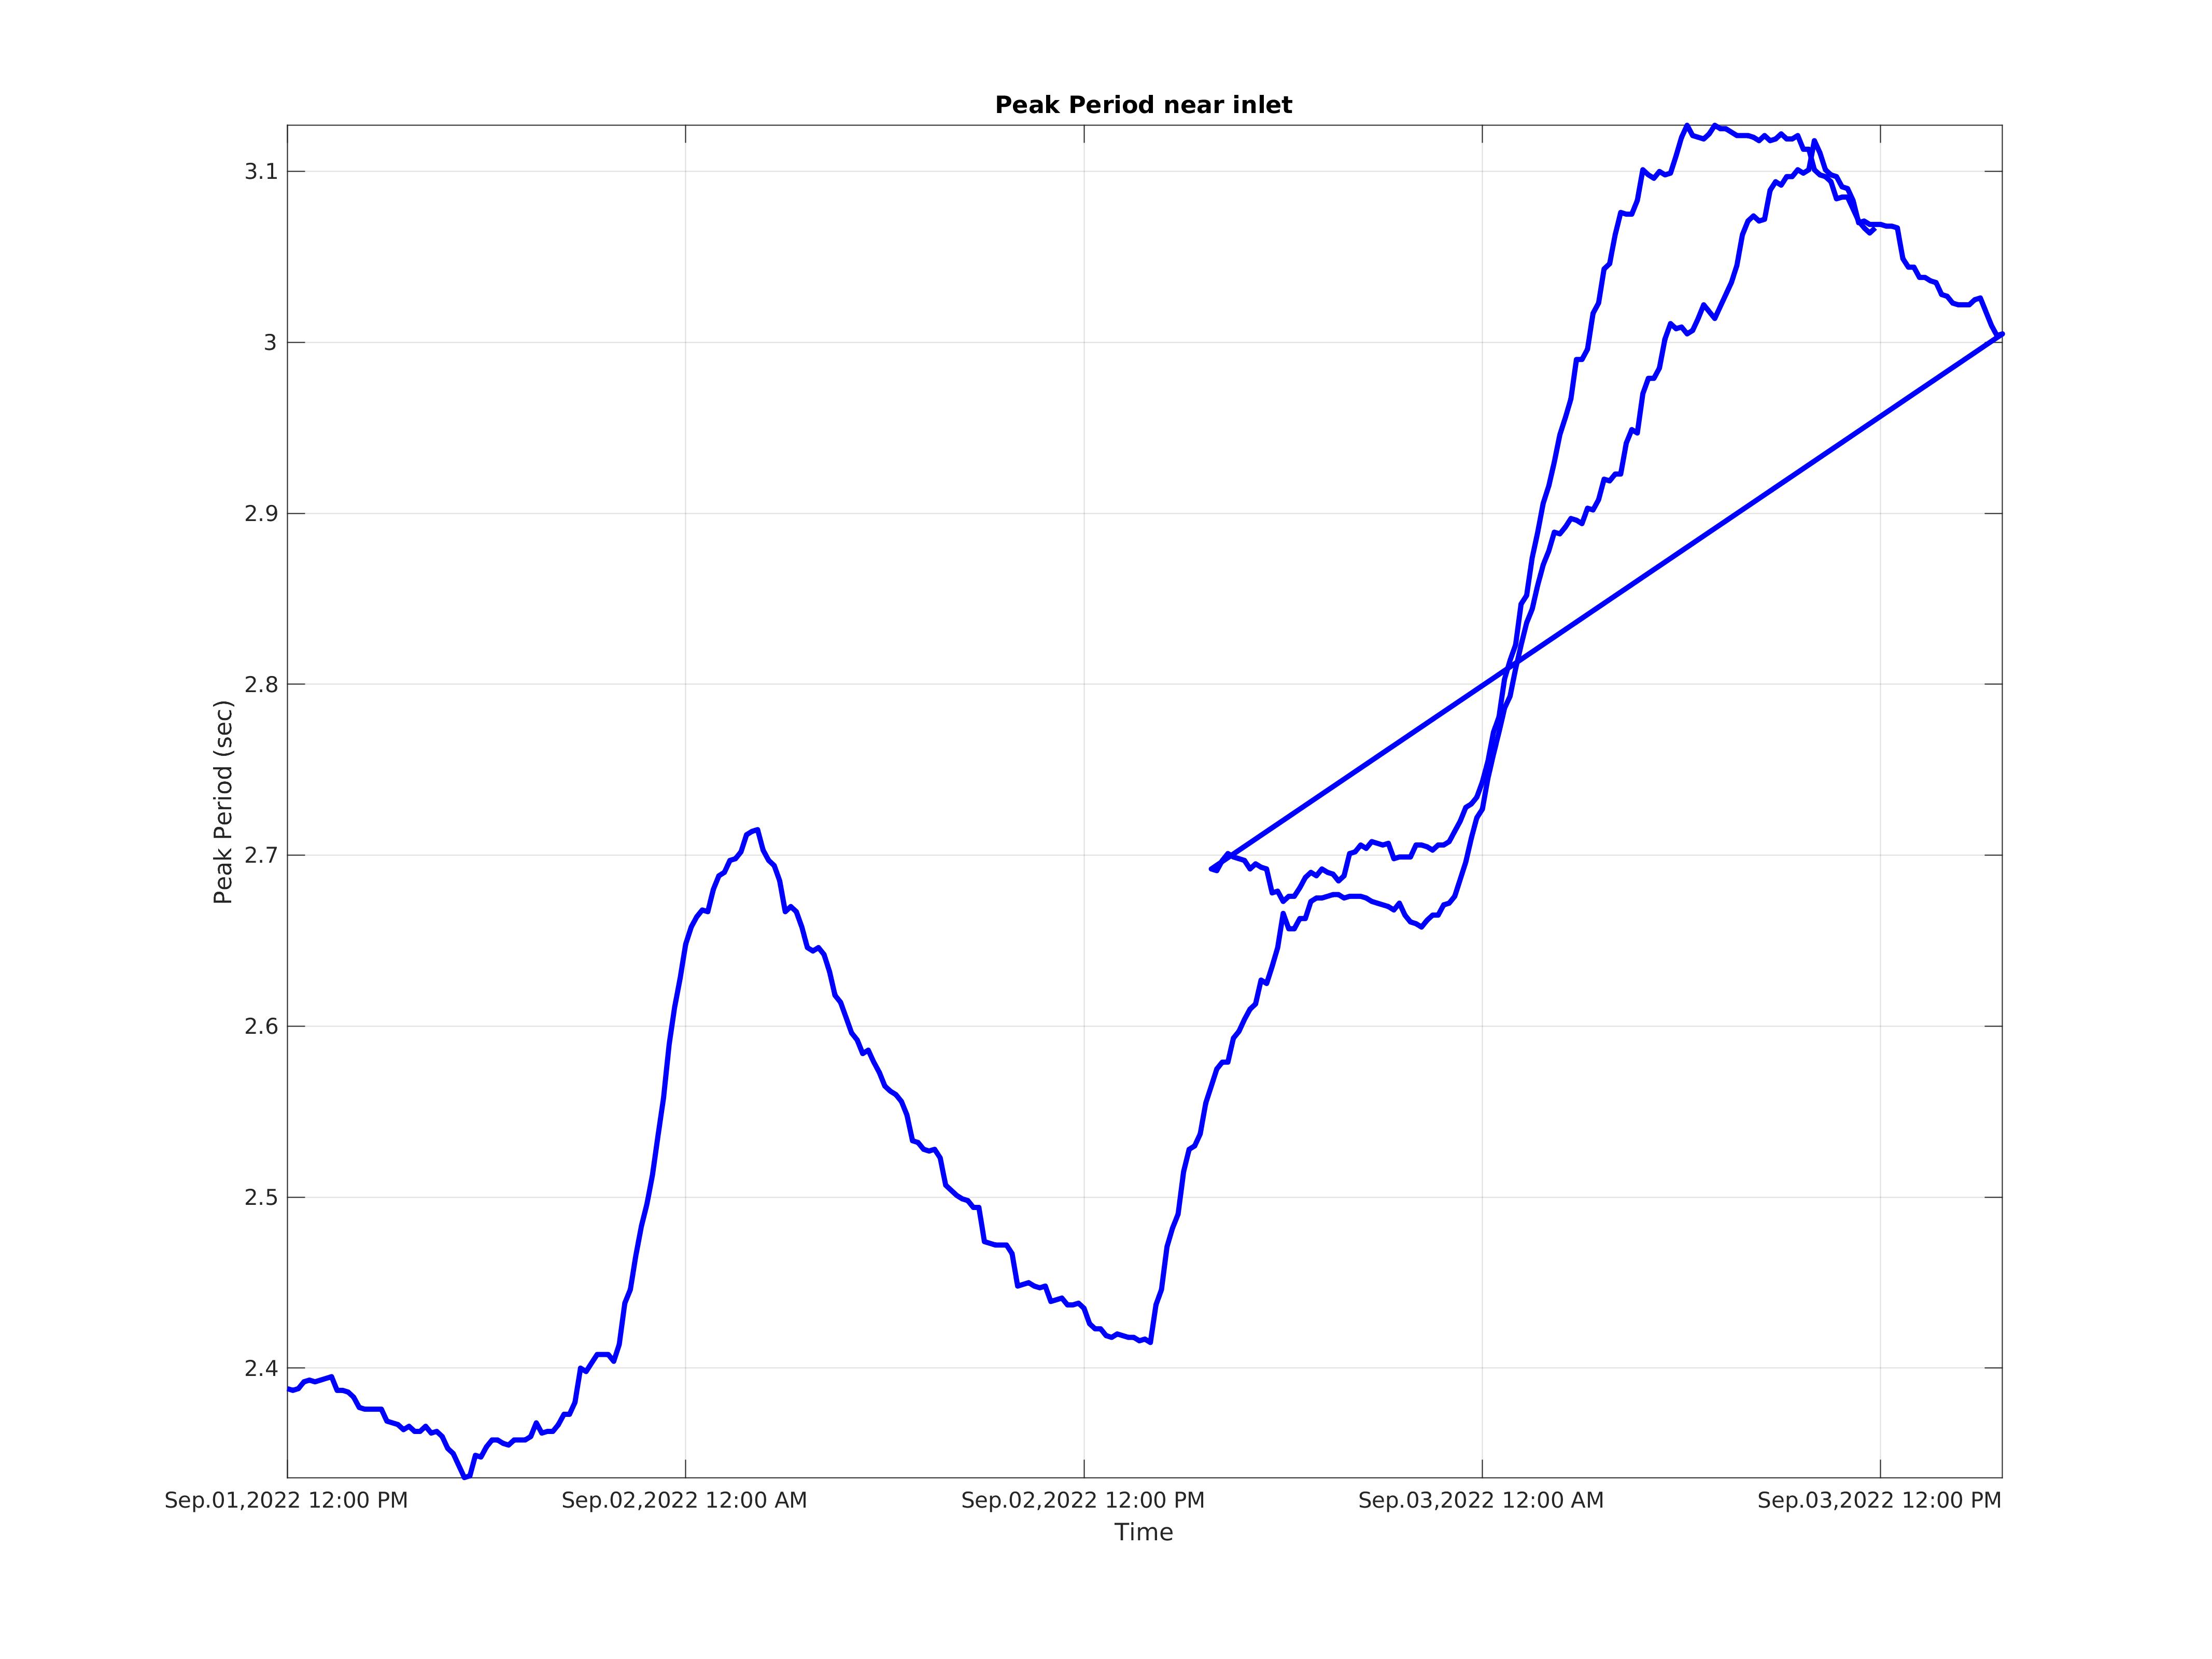 Peak Period near inlet
3.1
3
2.9
2.8
2.7
2.6
2.5
2.4
Peak Period (sec)
Sep.01,2022 12:00 PM
Sep.02,2022 12:00 AM
Sep.02,2022 12:00 PM
Sep.03,2022 12:00 AM
Sep.03,2022 12:00 PM
Time